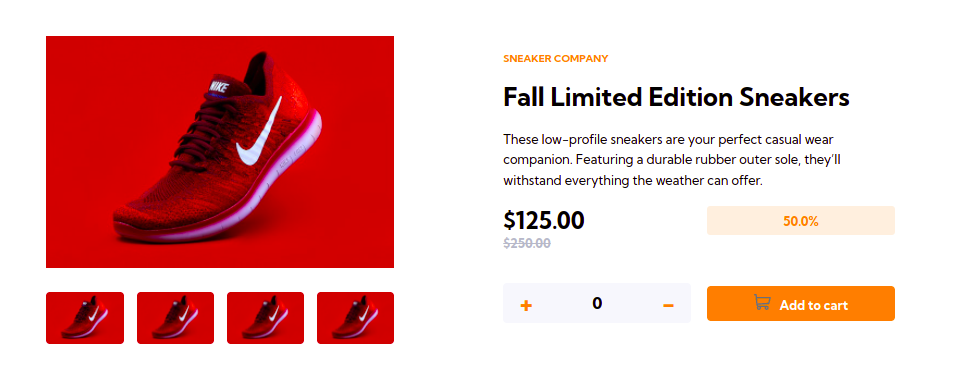 NIKE
SNEAKER COMPANY
Fall Limited Edition Sneakers
These low-profile sneakers are your perfect casual wear
companion. Featuring a durable rubber outer sole, they'll
withstand everything the weather can offer.
$125.00
50.0%
$250.00
+ 0 −
Add to cart